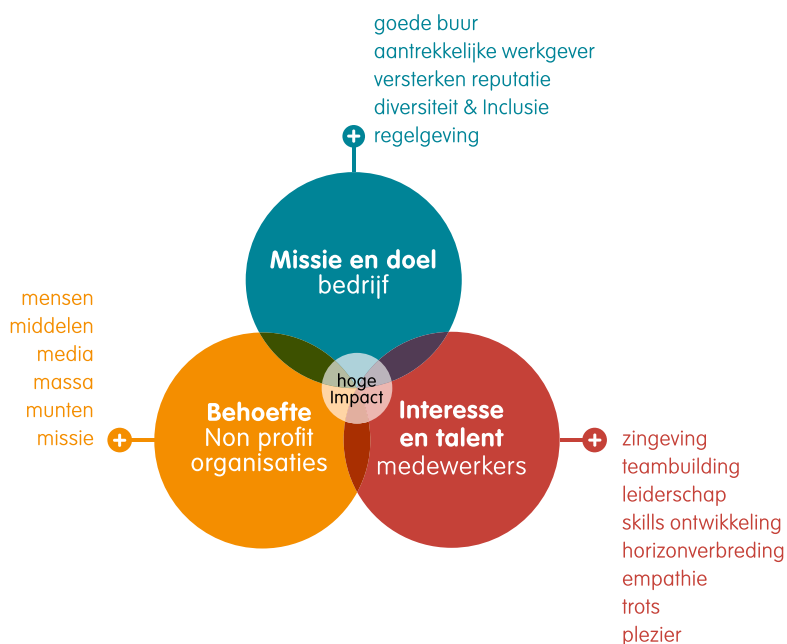 goede buur
aantrekkelijke werkgever
versterken reputatie
diversiteit & Inclusie
regelgeving
Missie en doel
bedrijf
mensen
middelen
media
massa
munten
missie
hoge
Impact
Behoefte
Non profit
organisaties
Interesse
en talent
medewerkers
zingeving
teambuilding
leiderschap
skills ontwikkeling
horizonverbreding
empathie
trots
plezier